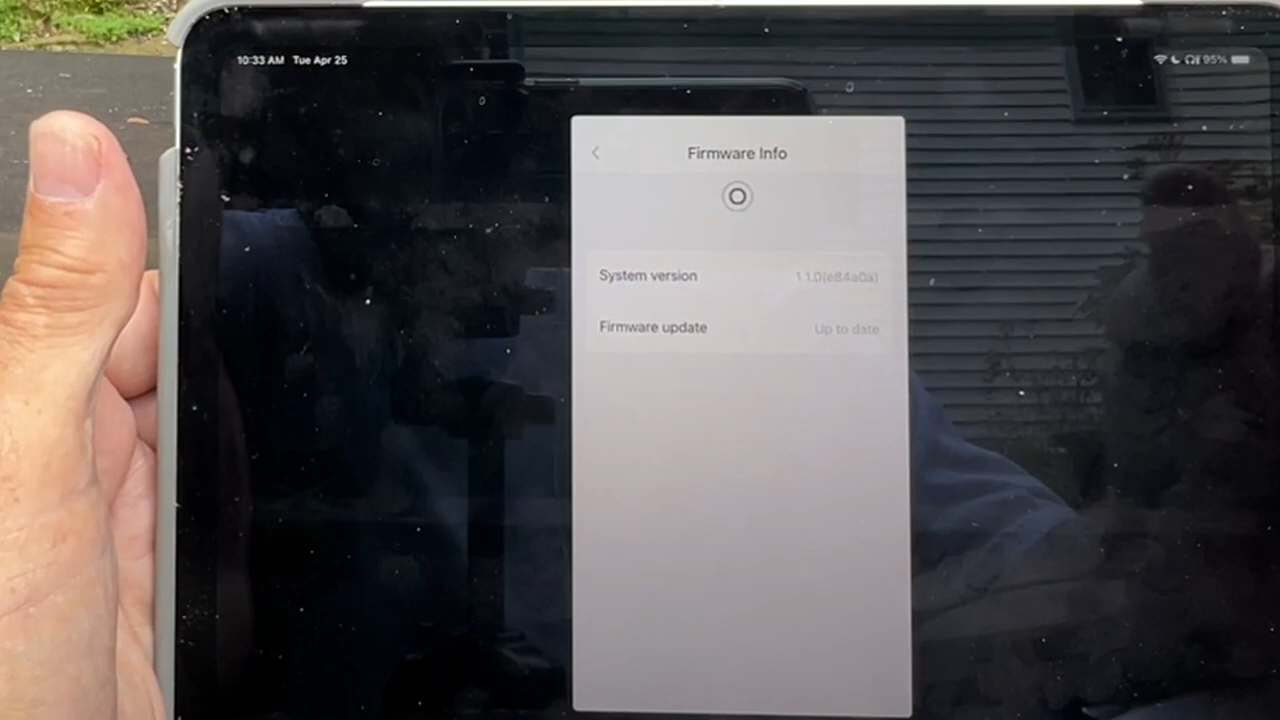 10:33 AM Tue Apr 25
95%
Firmware Info
System version 1.1.0(e84a0a)
Firmware update Up to date